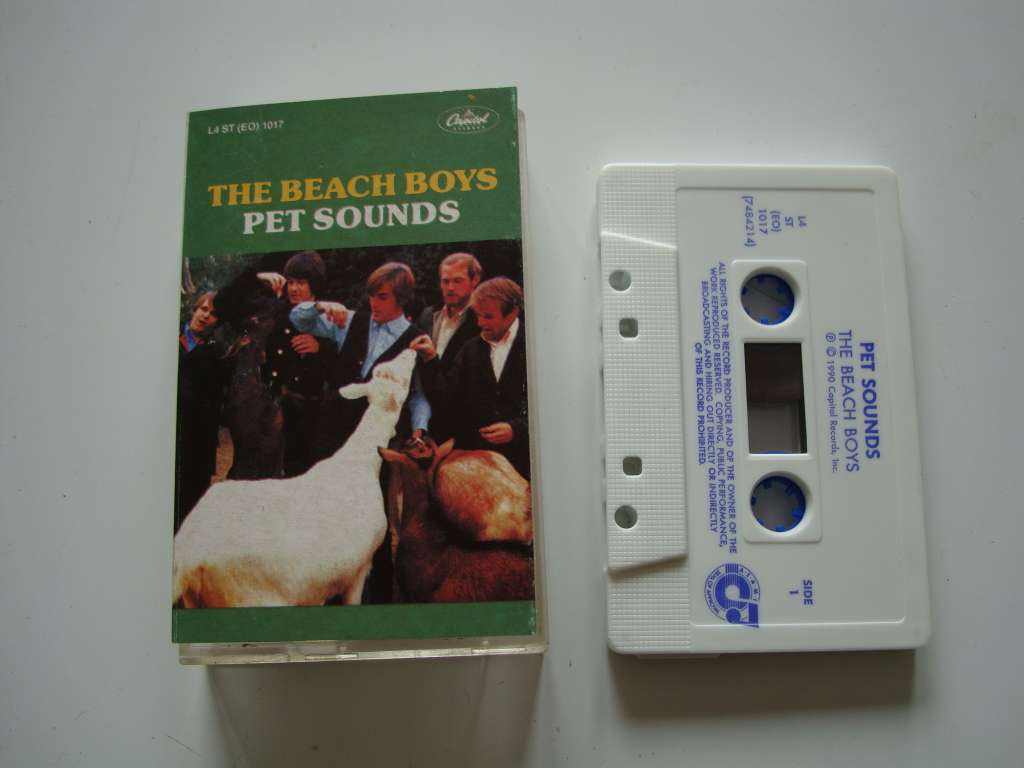 L4 ST (EO) 1017
Capitol
RECORDS
THE BEACH BOYS
PET SOUNDS
PET SOUNDS
THE BEACH BOYS
Ⓟ © 1990 Capitol Records, Inc.
L4
ST
(EO)
1017
(7484214)
SIDE
1
ALL RIGHTS OF THE RECORD PRODUCER AND OF THE OWNER OF THE
WORK REPRODUCED RESERVED. COPYING, PUBLIC PERFORMANCE,
BROADCASTING AND HIRING OUT DIRECTLY OR INDIRECTLY
OF THIS RECORD PROHIBITED.